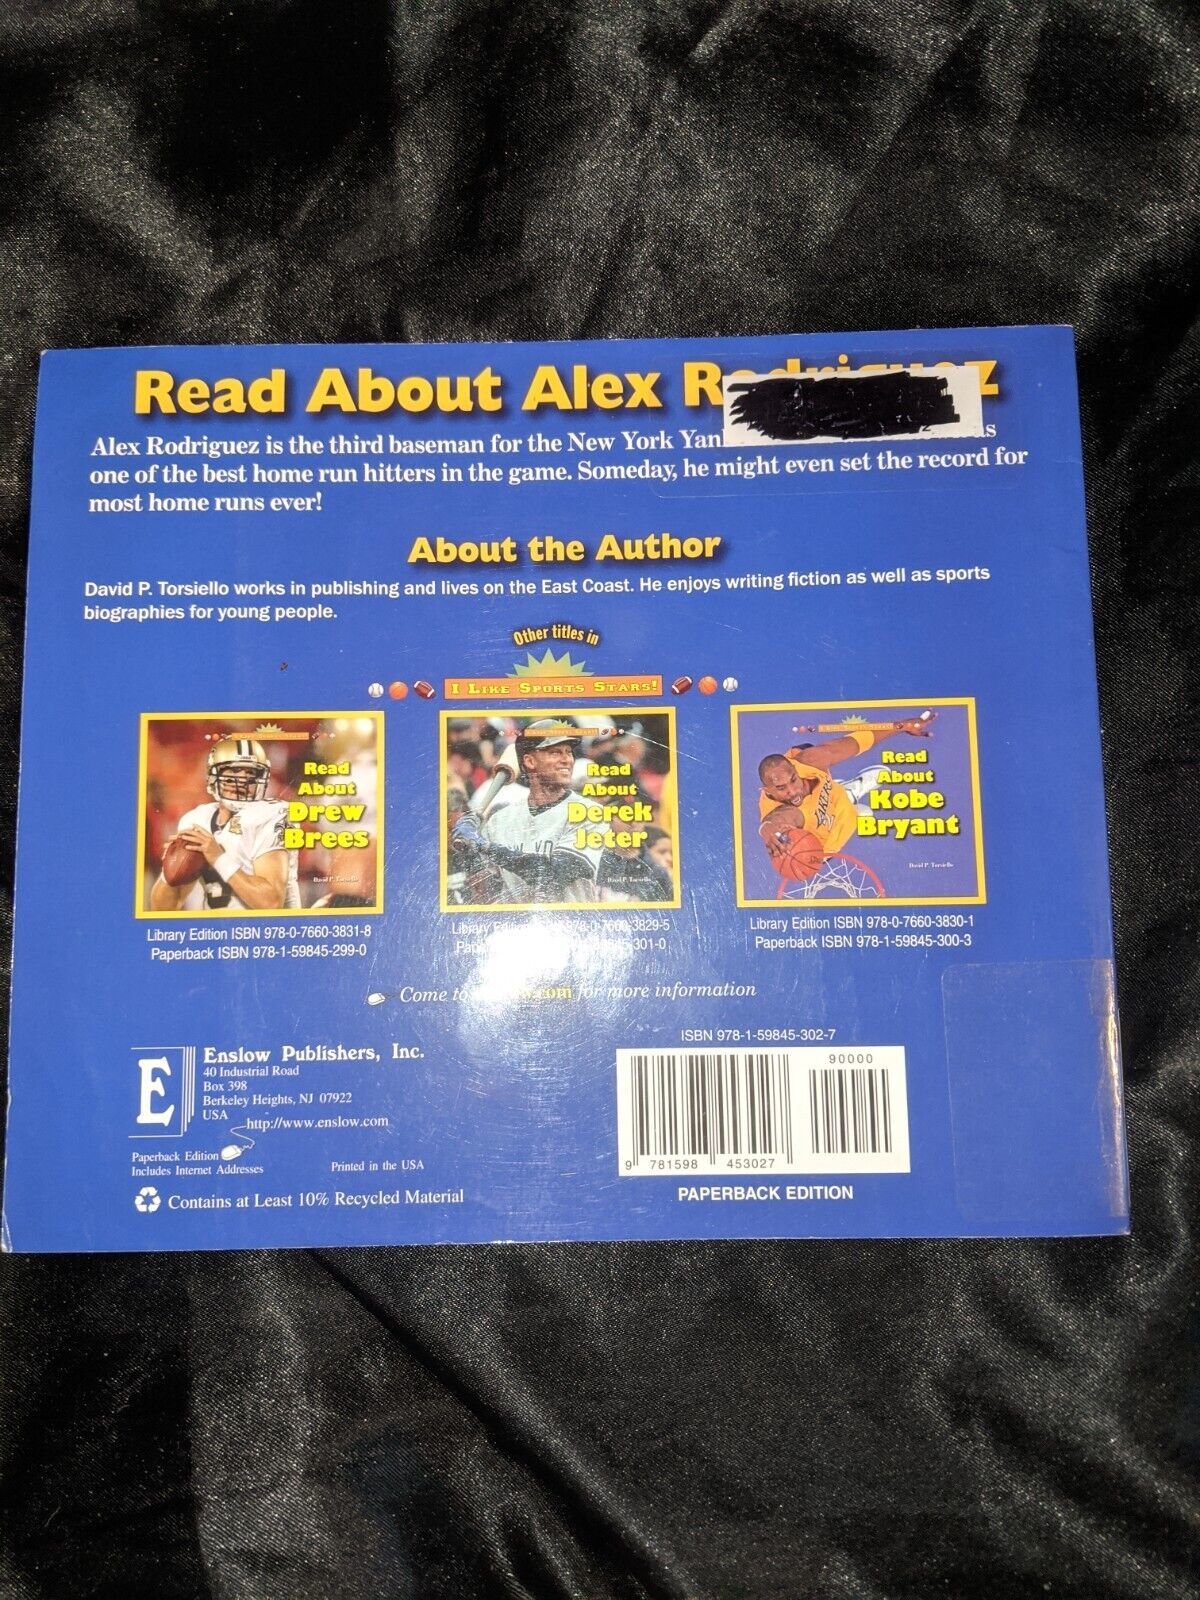 Read About Alex
Alex Rodriguez is the third baseman for the New York
one of the best home run hitters in the game. Someday, he might even set the record for
most home runs ever!
About the Author
David P. Torsiello works in publishing and lives on the East Coast. He enjoys writing fiction as well as sports
biographies for young people.
Other titles in
I LIKE SPORTS STARS!
Read
About
Drew
Brees
David P. Torsiello
Library Edition ISBN 978-0-7660-3831-8
Paperback ISBN 978-1-59845-299-0
Read
About
Derek
Jeter
David P. Torsiello
Library
Read
About
Kobe
Bryant
David P. Torsiello
Library Edition ISBN 978-0-7660-3830-1
Paperback ISBN 978-1-59845-300-3
Come to for more information
E
Enslow Publishers, Inc.
40 Industrial Road
Box 398
Berkeley Heights, NJ 07922
USA
http://www.enslow.com
Paperback Edition
Includes Internet Addresses
Printed in the USA
Contains at Least 10% Recycled Material
ISBN 978-1-59845-302-7
90000
9 781598 453027
PAPERBACK EDITION